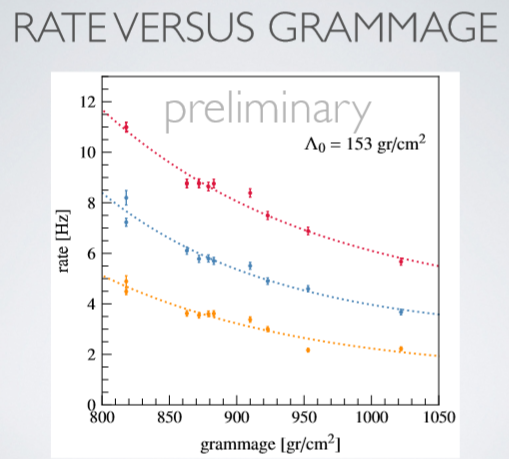 RATE VERSUS GRAMMAGE
preliminary
Λ₀ = 153 gr/cm²
rate [Hz]
12
10
8
6
4
2
0
800 850 900 950 1000 1050
grammage [gr/cm²]